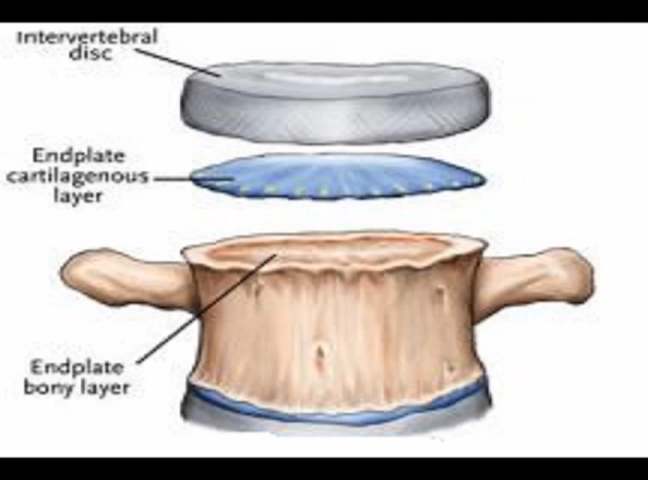 Intervertebral
disc
Endplate
cartilagenous
layer
Endplate
bony layer